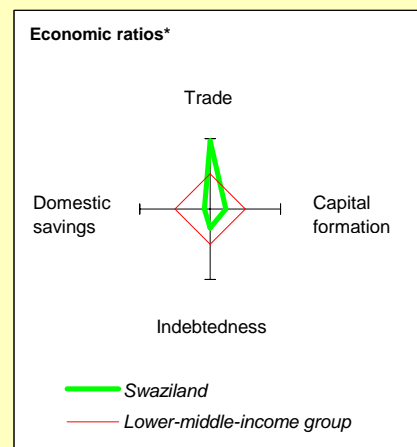 Economic ratios*
Trade
Domestic
savings
Capital
formation
Indebtedness
Swaziland
Lower-middle-income group